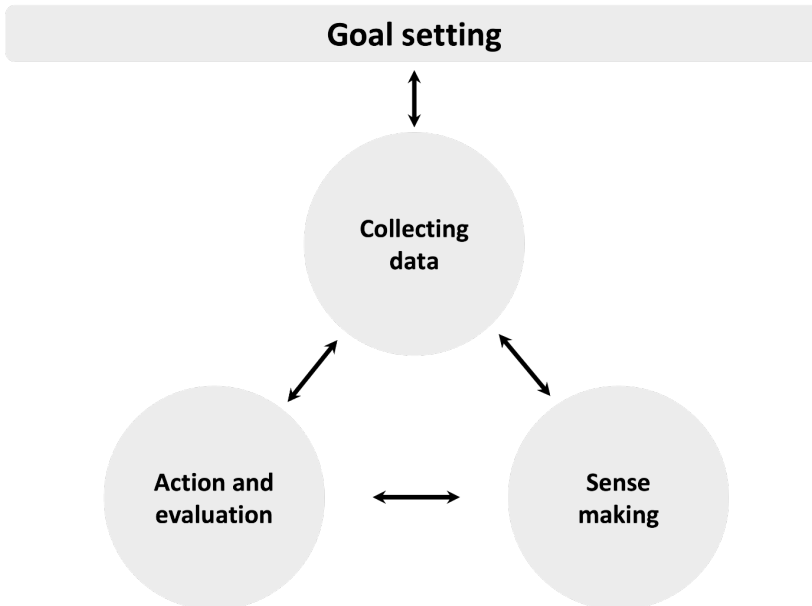 Goal setting
Collecting
data
Action and
evaluation
Sense
making